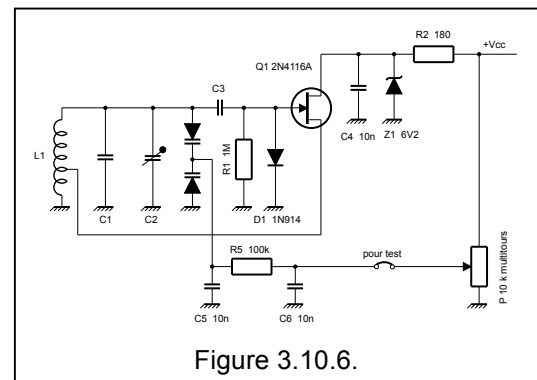 R2 180
+Vcc
Q1 2N4116A
C3
C4 10n
Z1 6V2
L1
R1 1M
C1
C2
D1 1N914
R5 100k
pour test
P 10 k multitours
C5 10n
C6 10n
Figure 3.10.6.